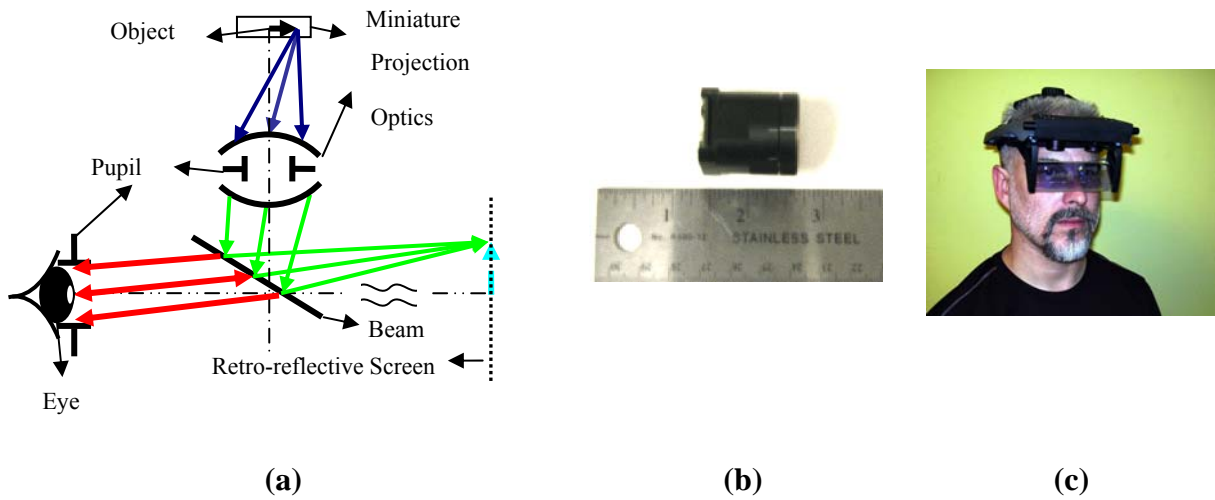 Object
Miniature
Projection
Optics
Pupil
Beam
Retro-reflective Screen
Eye
1 2 3
STAINLESS STEEL
(a) (b) (c)